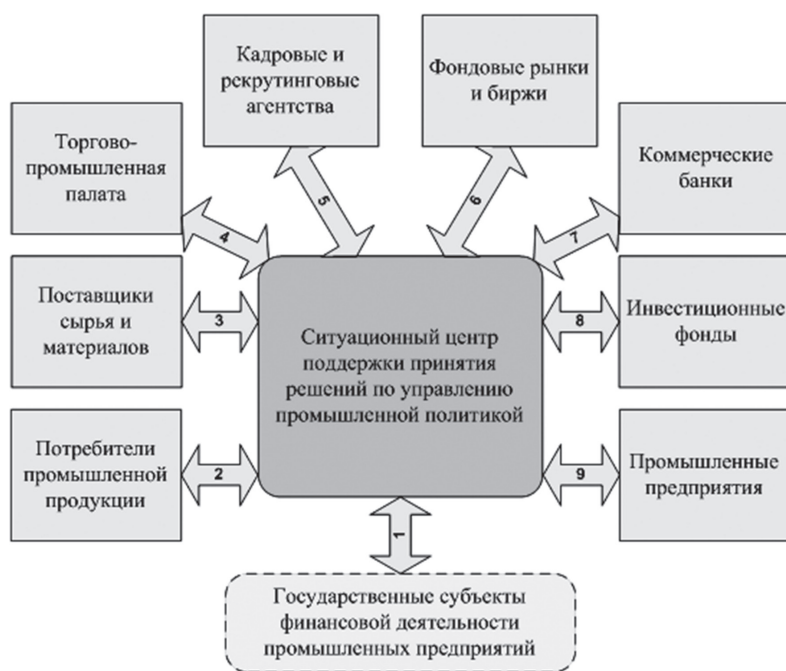 Кадровые и
рекрутинговые
агентства
Фондовые рынки
и биржи
Торгово-
промышленная
палата
Коммерческие
банки
5
6
4
7
Поставщики
сырья и
материалов
3
Ситуационный центр
поддержки принятия
решений по управлению
промышленной политикой
8
Инвестиционные
фонды
Потребители
промышленной
продукции
2
9
Промышленные
предприятия
1
Государственные субъекты
финансовой деятельности
промышленных предприятий